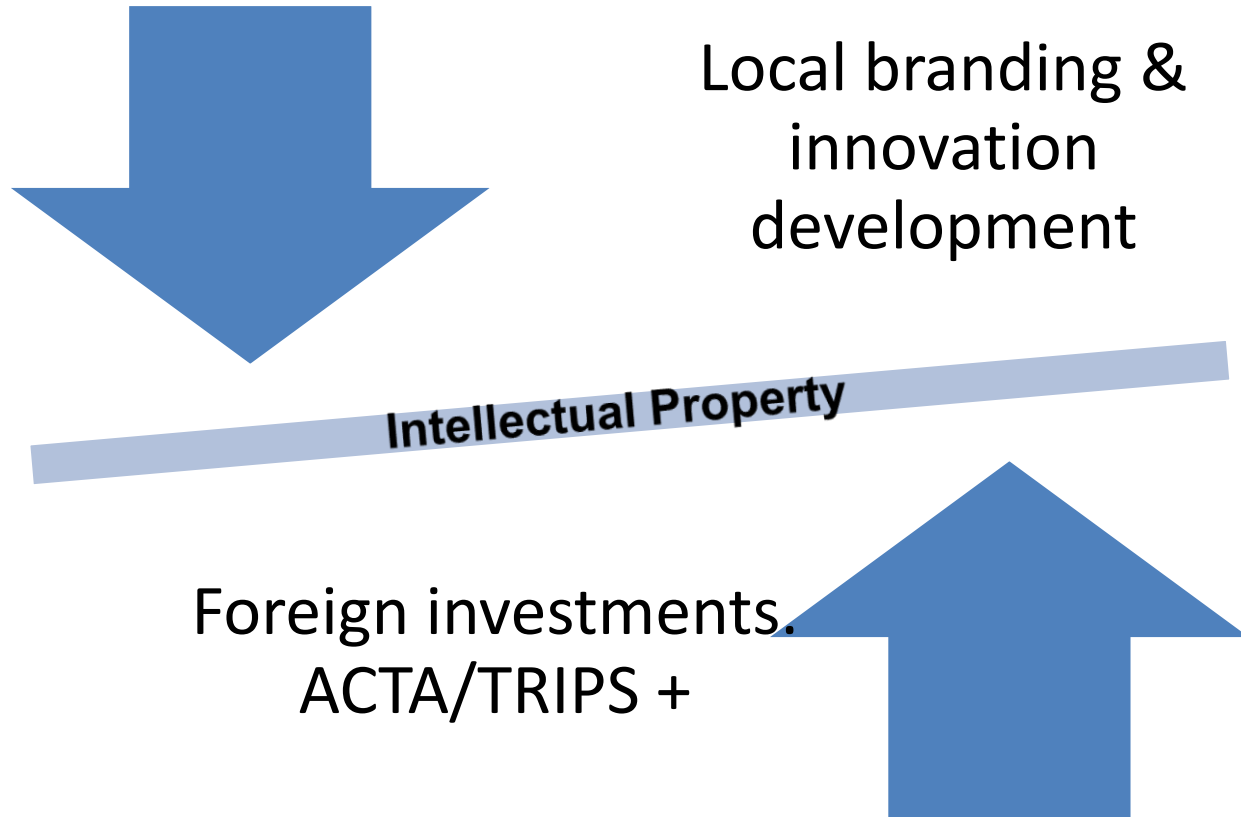 Local branding &
innovation
development
Intellectual Property
Foreign investments.
ACTA/TRIPS +